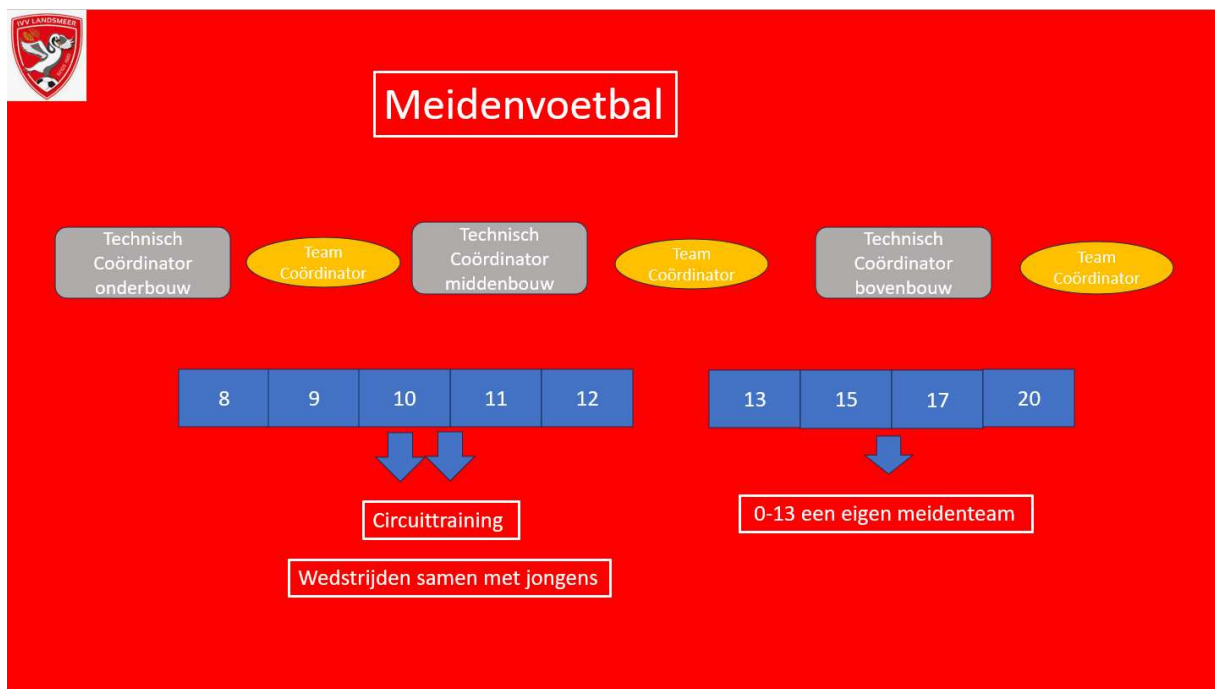 IVV LANDSMEER
Meidenvoetbal
Technisch
Coördinator
onderbouw
Team
Coördinator
Technisch
Coördinator
middenbouw
Team
Coördinator
Technisch
Coördinator
bovenbouw
Team
Coördinator
8 9 10 11 12
13 15 17 20
Circuittraining
0-13 een eigen meidenteam
Wedstrijden samen met jongens